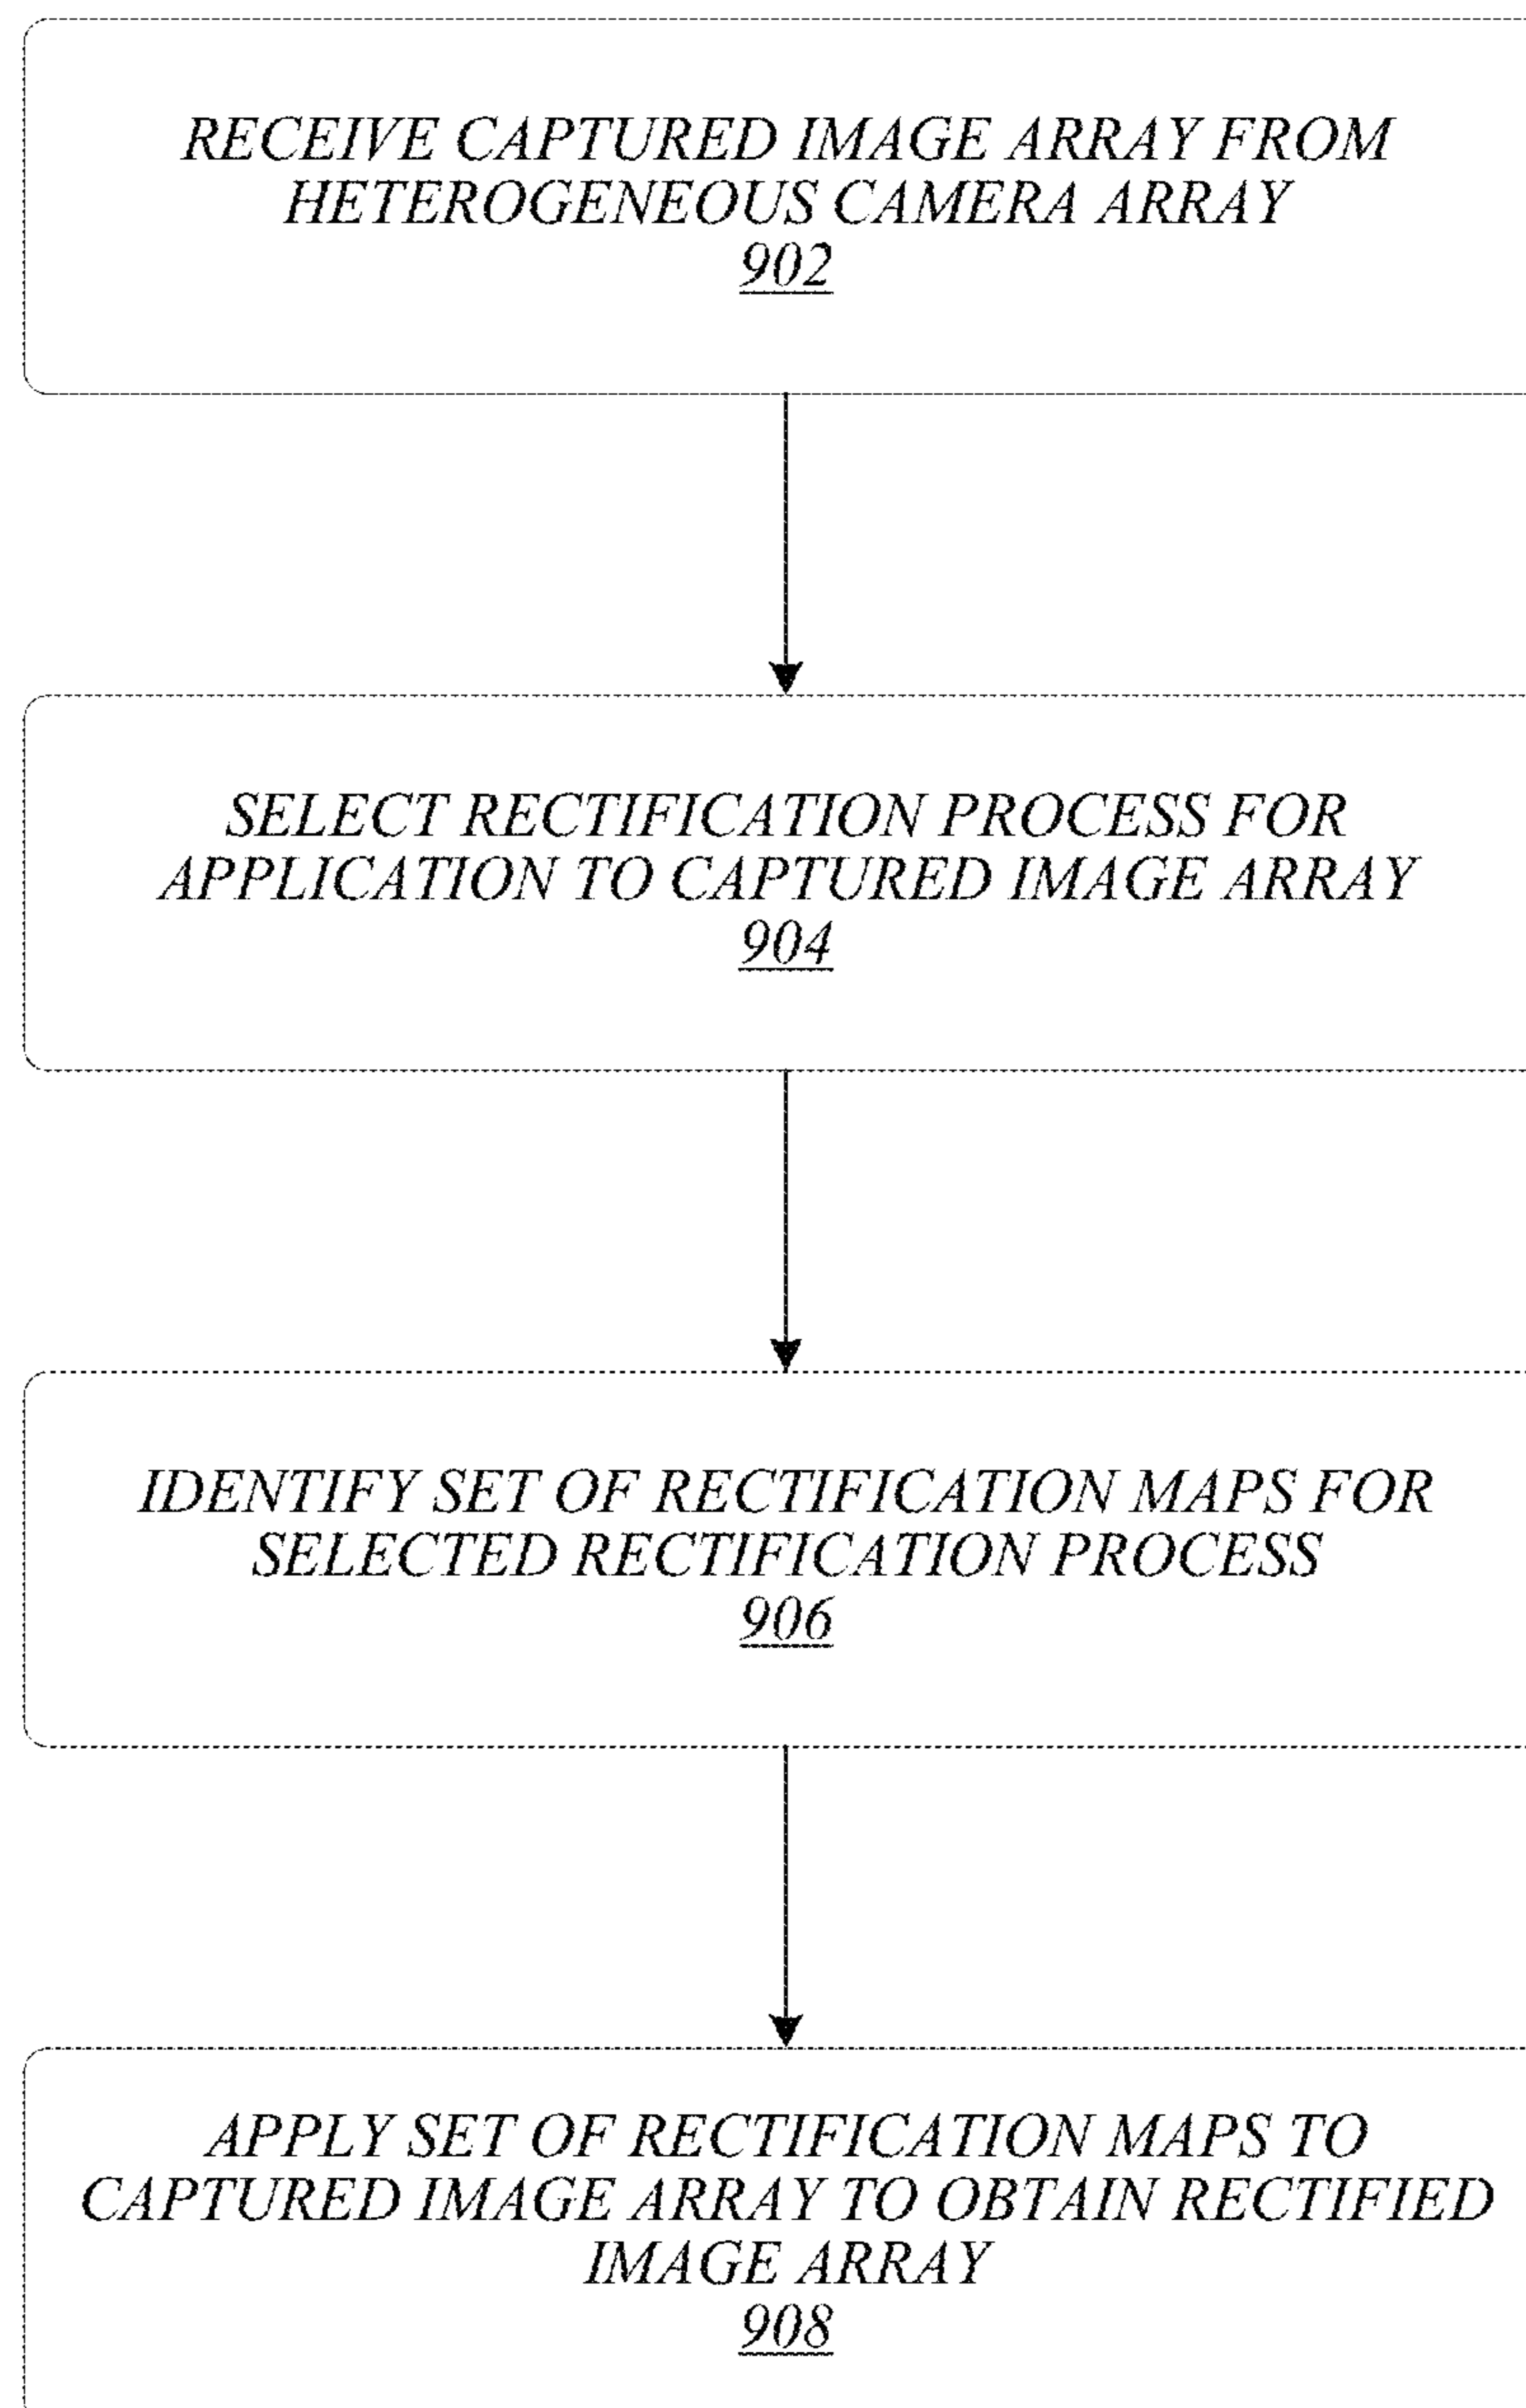 RECEIVE CAPTURED IMAGE ARRAY FROM
HETEROGENEOUS CAMERA ARRAY
902
SELECT RECTIFICATION PROCESS FOR
APPLICATION TO CAPTURED IMAGE ARRAY
904
IDENTIFY SET OF RECTIFICATION MAPS FOR
SELECTED RECTIFICATION PROCESS
906
APPLY SET OF RECTIFICATION MAPS TO
CAPTURED IMAGE ARRAY TO OBTAIN RECTIFIED
IMAGE ARRAY
908